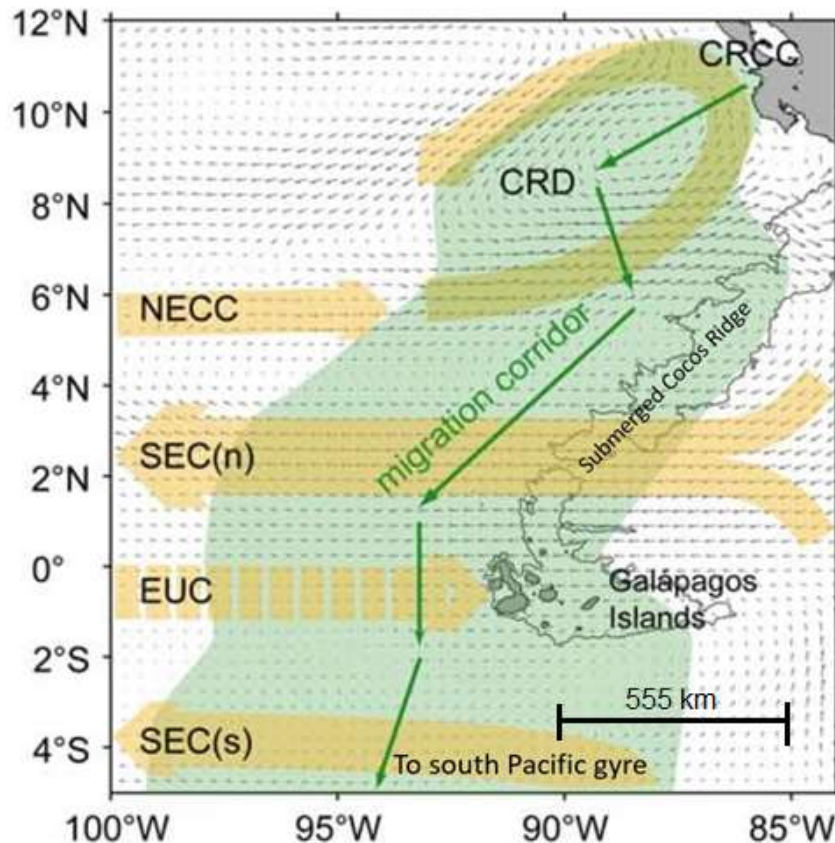 12°N
CRCC
10°N
CRD
8°N
6°N
NECC
migration corridor
Submerged Cocos Ridge
4°N
SEC(n)
2°N
0°
EUC
Galapagos
Islands
2°S
555 km
SEC(s)
4°S
To south Pacific gyre
100°W
95°W
90°W
85°W